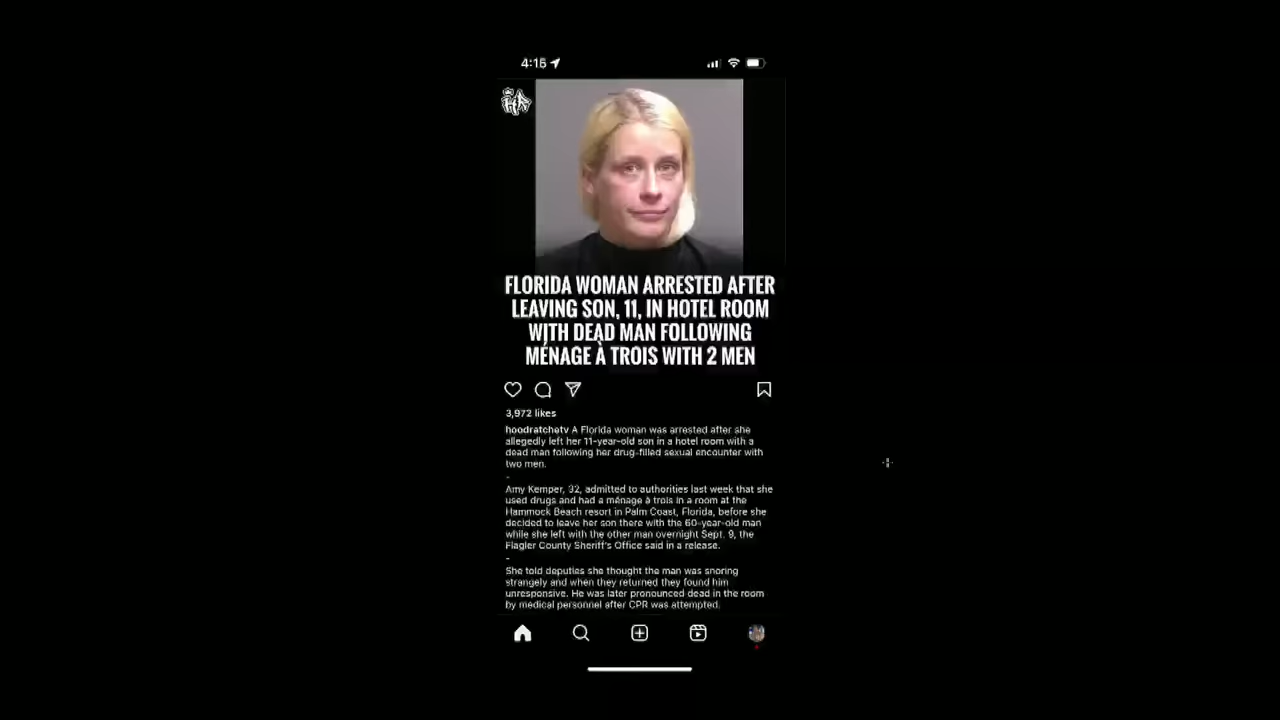 4:15
FLORIDA WOMAN ARRESTED AFTER
LEAVING SON, 11, IN HOTEL ROOM
WITH DEAD MAN FOLLOWING
MÉNAGE À TROIS WITH 2 MEN
3,972 likes
hoodratchetv A Florida woman was arrested after she
allegedly left her 11-year-old son in a hotel room with a
dead man following her drug-filled sexual encounter with
two men.
-
Amy Kemper, 32, admitted to authorities last week that she
used drugs and had a ménage à trois in a room at the
Hammock Beach resort in Palm Coast, Florida, before she
decided to leave her son there with the 60-year-old man
while she left with the other man overnight Sept. 9, the
Flagler County Sheriff's Office said in a release.
-
She told deputies she thought the man was snoring
strangely and when they returned they found him
unresponsive. He was later pronounced dead in the room
by medical personnel after CPR was attempted.